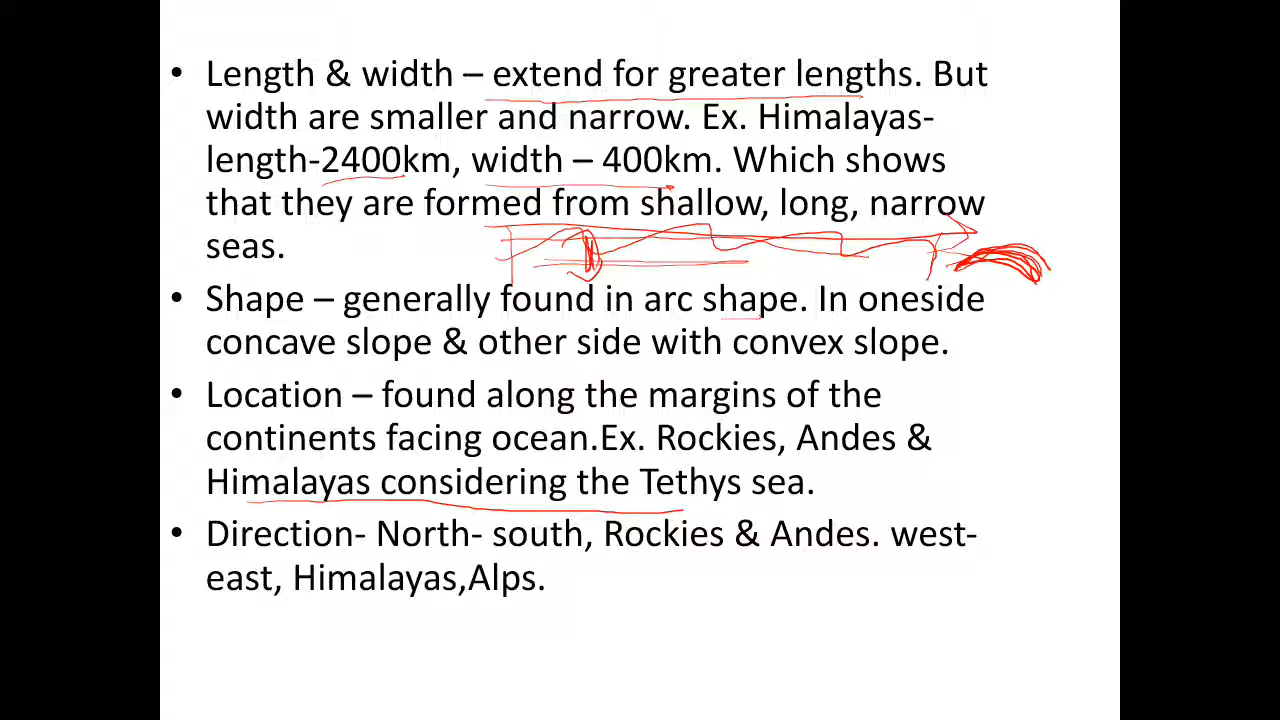 • Length & width – extend for greater lengths. But
width are smaller and narrow. Ex. Himalayas-
length-2400km, width – 400km. Which shows
that they are formed from shallow, long, narrow
seas.
• Shape – generally found in arc shape. In oneside
concave slope & other side with convex slope.
• Location – found along the margins of the
continents facing ocean.Ex. Rockies, Andes &
Himalayas considering the Tethys sea.
• Direction- North- south, Rockies & Andes. west-
east, Himalayas,Alps.